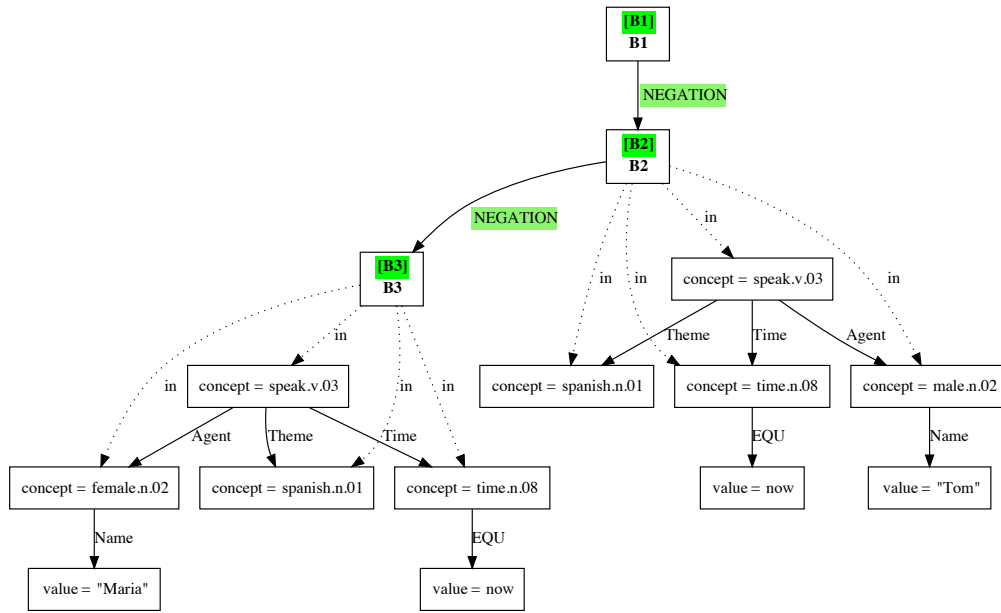 [B1]
B1
NEGATION
[B2]
B2
NEGATION
in
[B3]
B3
in
in
in
concept = speak.v.03
Theme
Time
Agent
in
in
in
in
concept = speak.v.03
concept = spanish.n.01
concept = time.n.08
concept = male.n.02
Agent
Theme
Time
EQU
Name
concept = female.n.02
concept = spanish.n.01
concept = time.n.08
value = now
value = "Tom"
Name
EQU
value = "Maria"
value = now